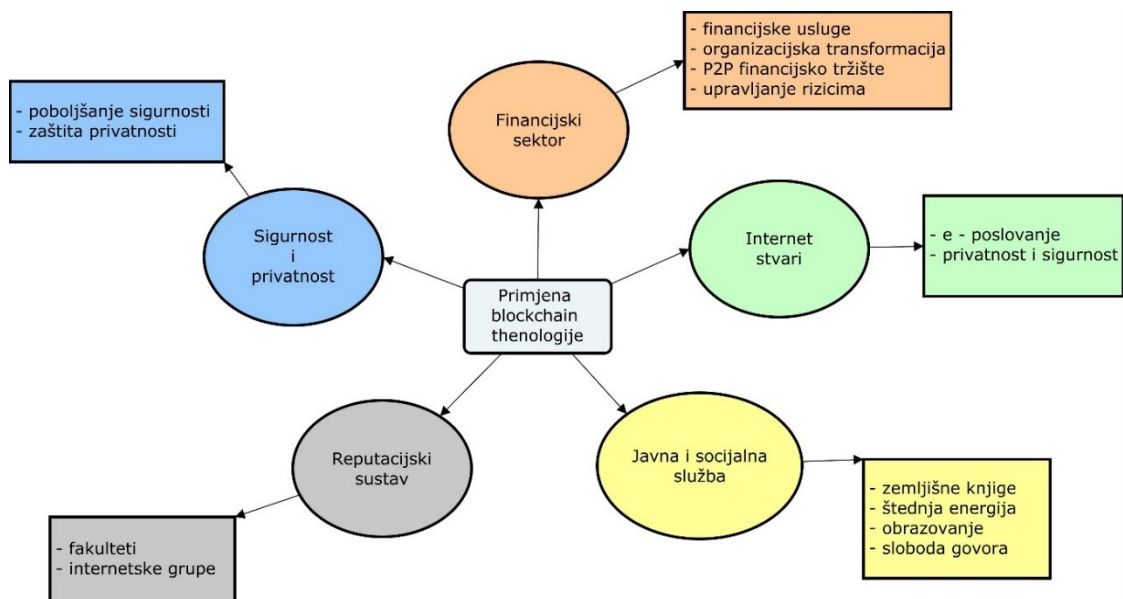 - financijske usluge
- organizacijska transformacija
- P2P financijsko tržište
- upravljanje rizicima
Financijski
sektor
- poboljšanje sigurnosti
- zaštita privatnosti
Sigurnost
i
privatnost
Internet
stvari
- e - poslovanje
- privatnost i sigurnost
Primjena
blockchain
thenologije
Reputacijski
sustav
- fakulteti
- internetske grupe
Javna i socijalna
služba
- zemljišne knjige
- štednja energija
- obrazovanje
- sloboda govora